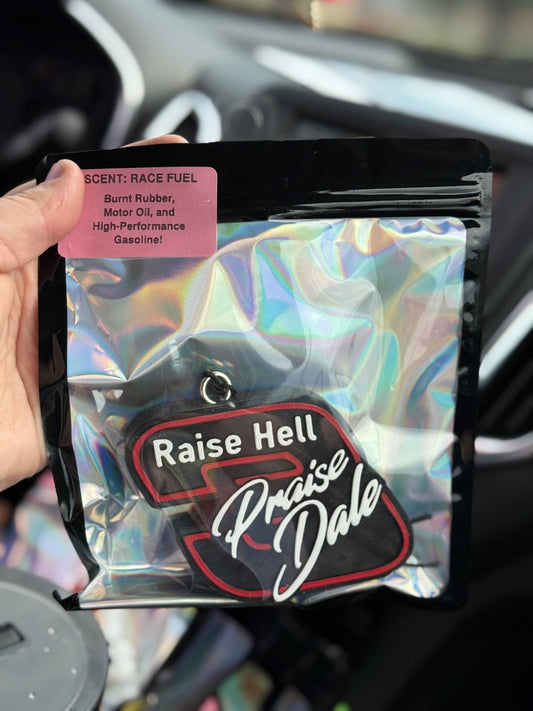 SCENT: RACE FUEL
Burnt Rubber,
Motor Oil, and
High-Performance
Gasoline!
Raise Hell
Praise
Dale